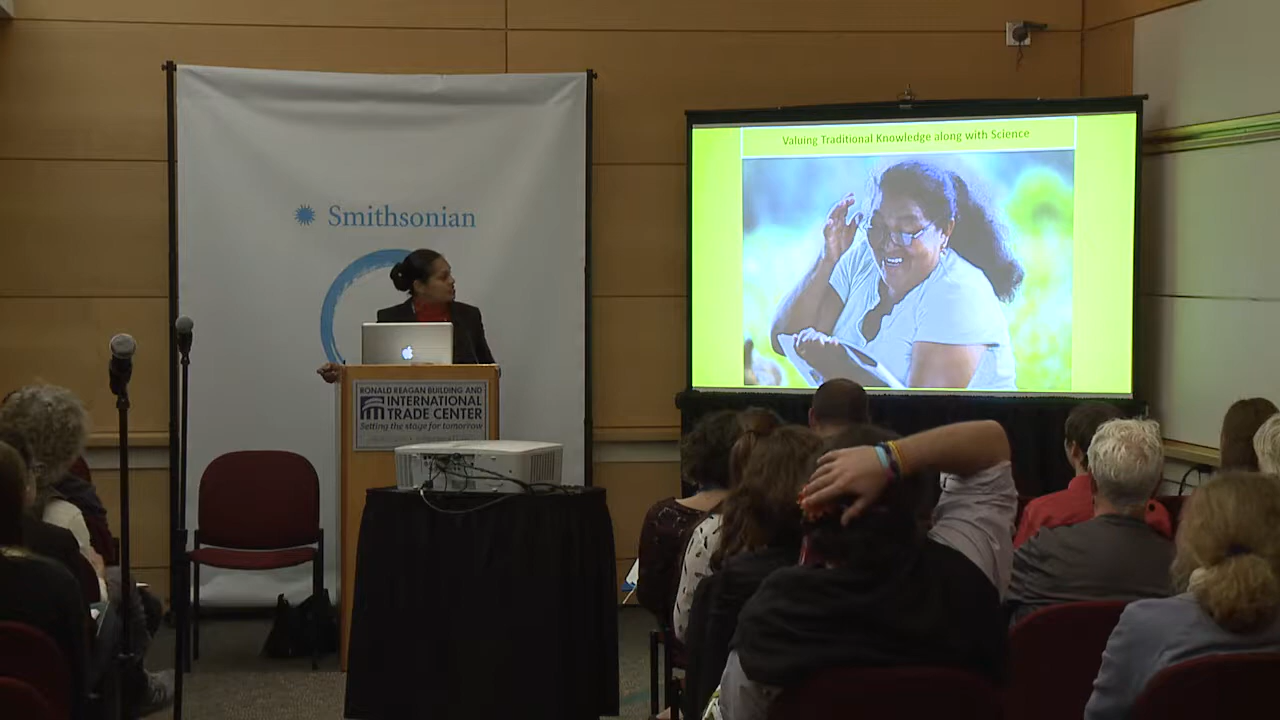 Smithsonian
Valuing Traditional Knowledge along with Science
RONALD REAGAN BUILDING AND
INTERNATIONAL
TRADE CENTER
Setting the stage for tomorrow